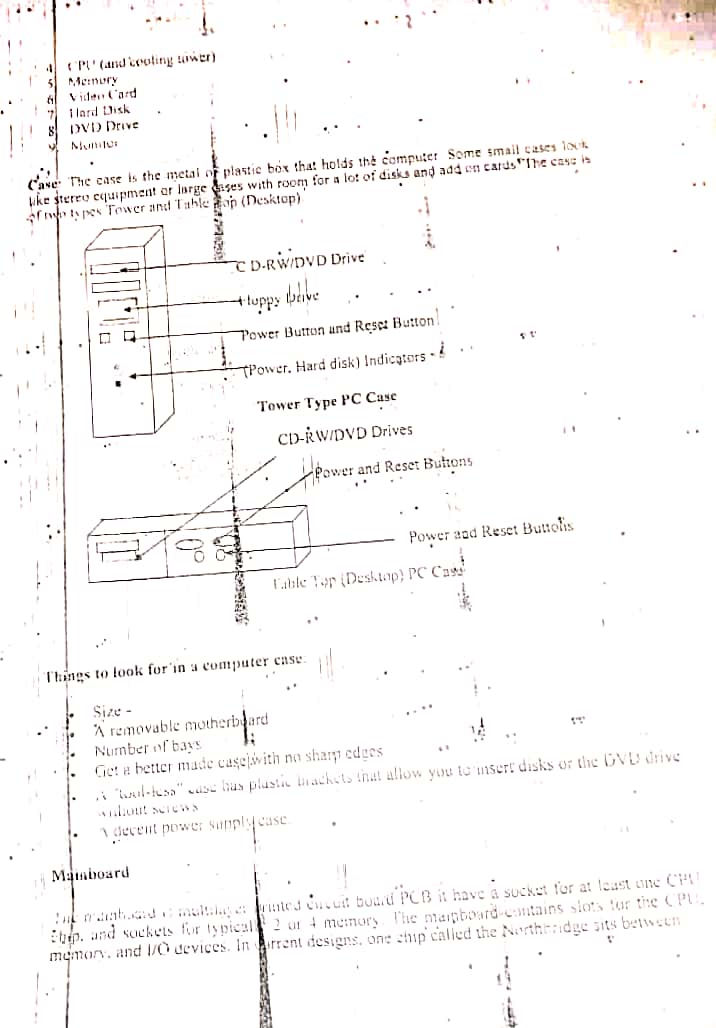 4 CPU (and cooling tower)
5 Memory
6 Video Card
7 Hard Disk
8 DVD Drive
9 Monitor
Case: The case is the metal or plastic box that holds the computer. Some small cases look
like stereo equipment or large cases with room for a lot of disks and add on cards. The case is
of two types Tower and Table Top (Desktop)
CD-RW/DVD Drive
Floppy Drive
Power Button and Reset Button
(Power, Hard disk) Indicators -
Tower Type PC Case
CD-RW/DVD Drives
Power and Reset Buttons
Power and Reset Buttons
Table Top (Desktop) PC Case
Things to look for in a computer case:
• Size -
• A removable motherboard
• Number of bays
• Get a better made case with no sharp edges
• A "tool-less" case has plastic brackets that allow you to insert disks or the DVD drive
without screws
• A decent power supply case.
Mainboard
The mainboard is multilayer printed circuit board PCB it have a socket for at least one CPU
chip, and sockets for typically 2 or 4 memory. The mainboard contains slots for the CPU,
memory, and I/O devices. In current designs, one chip called the Northbridge sits between